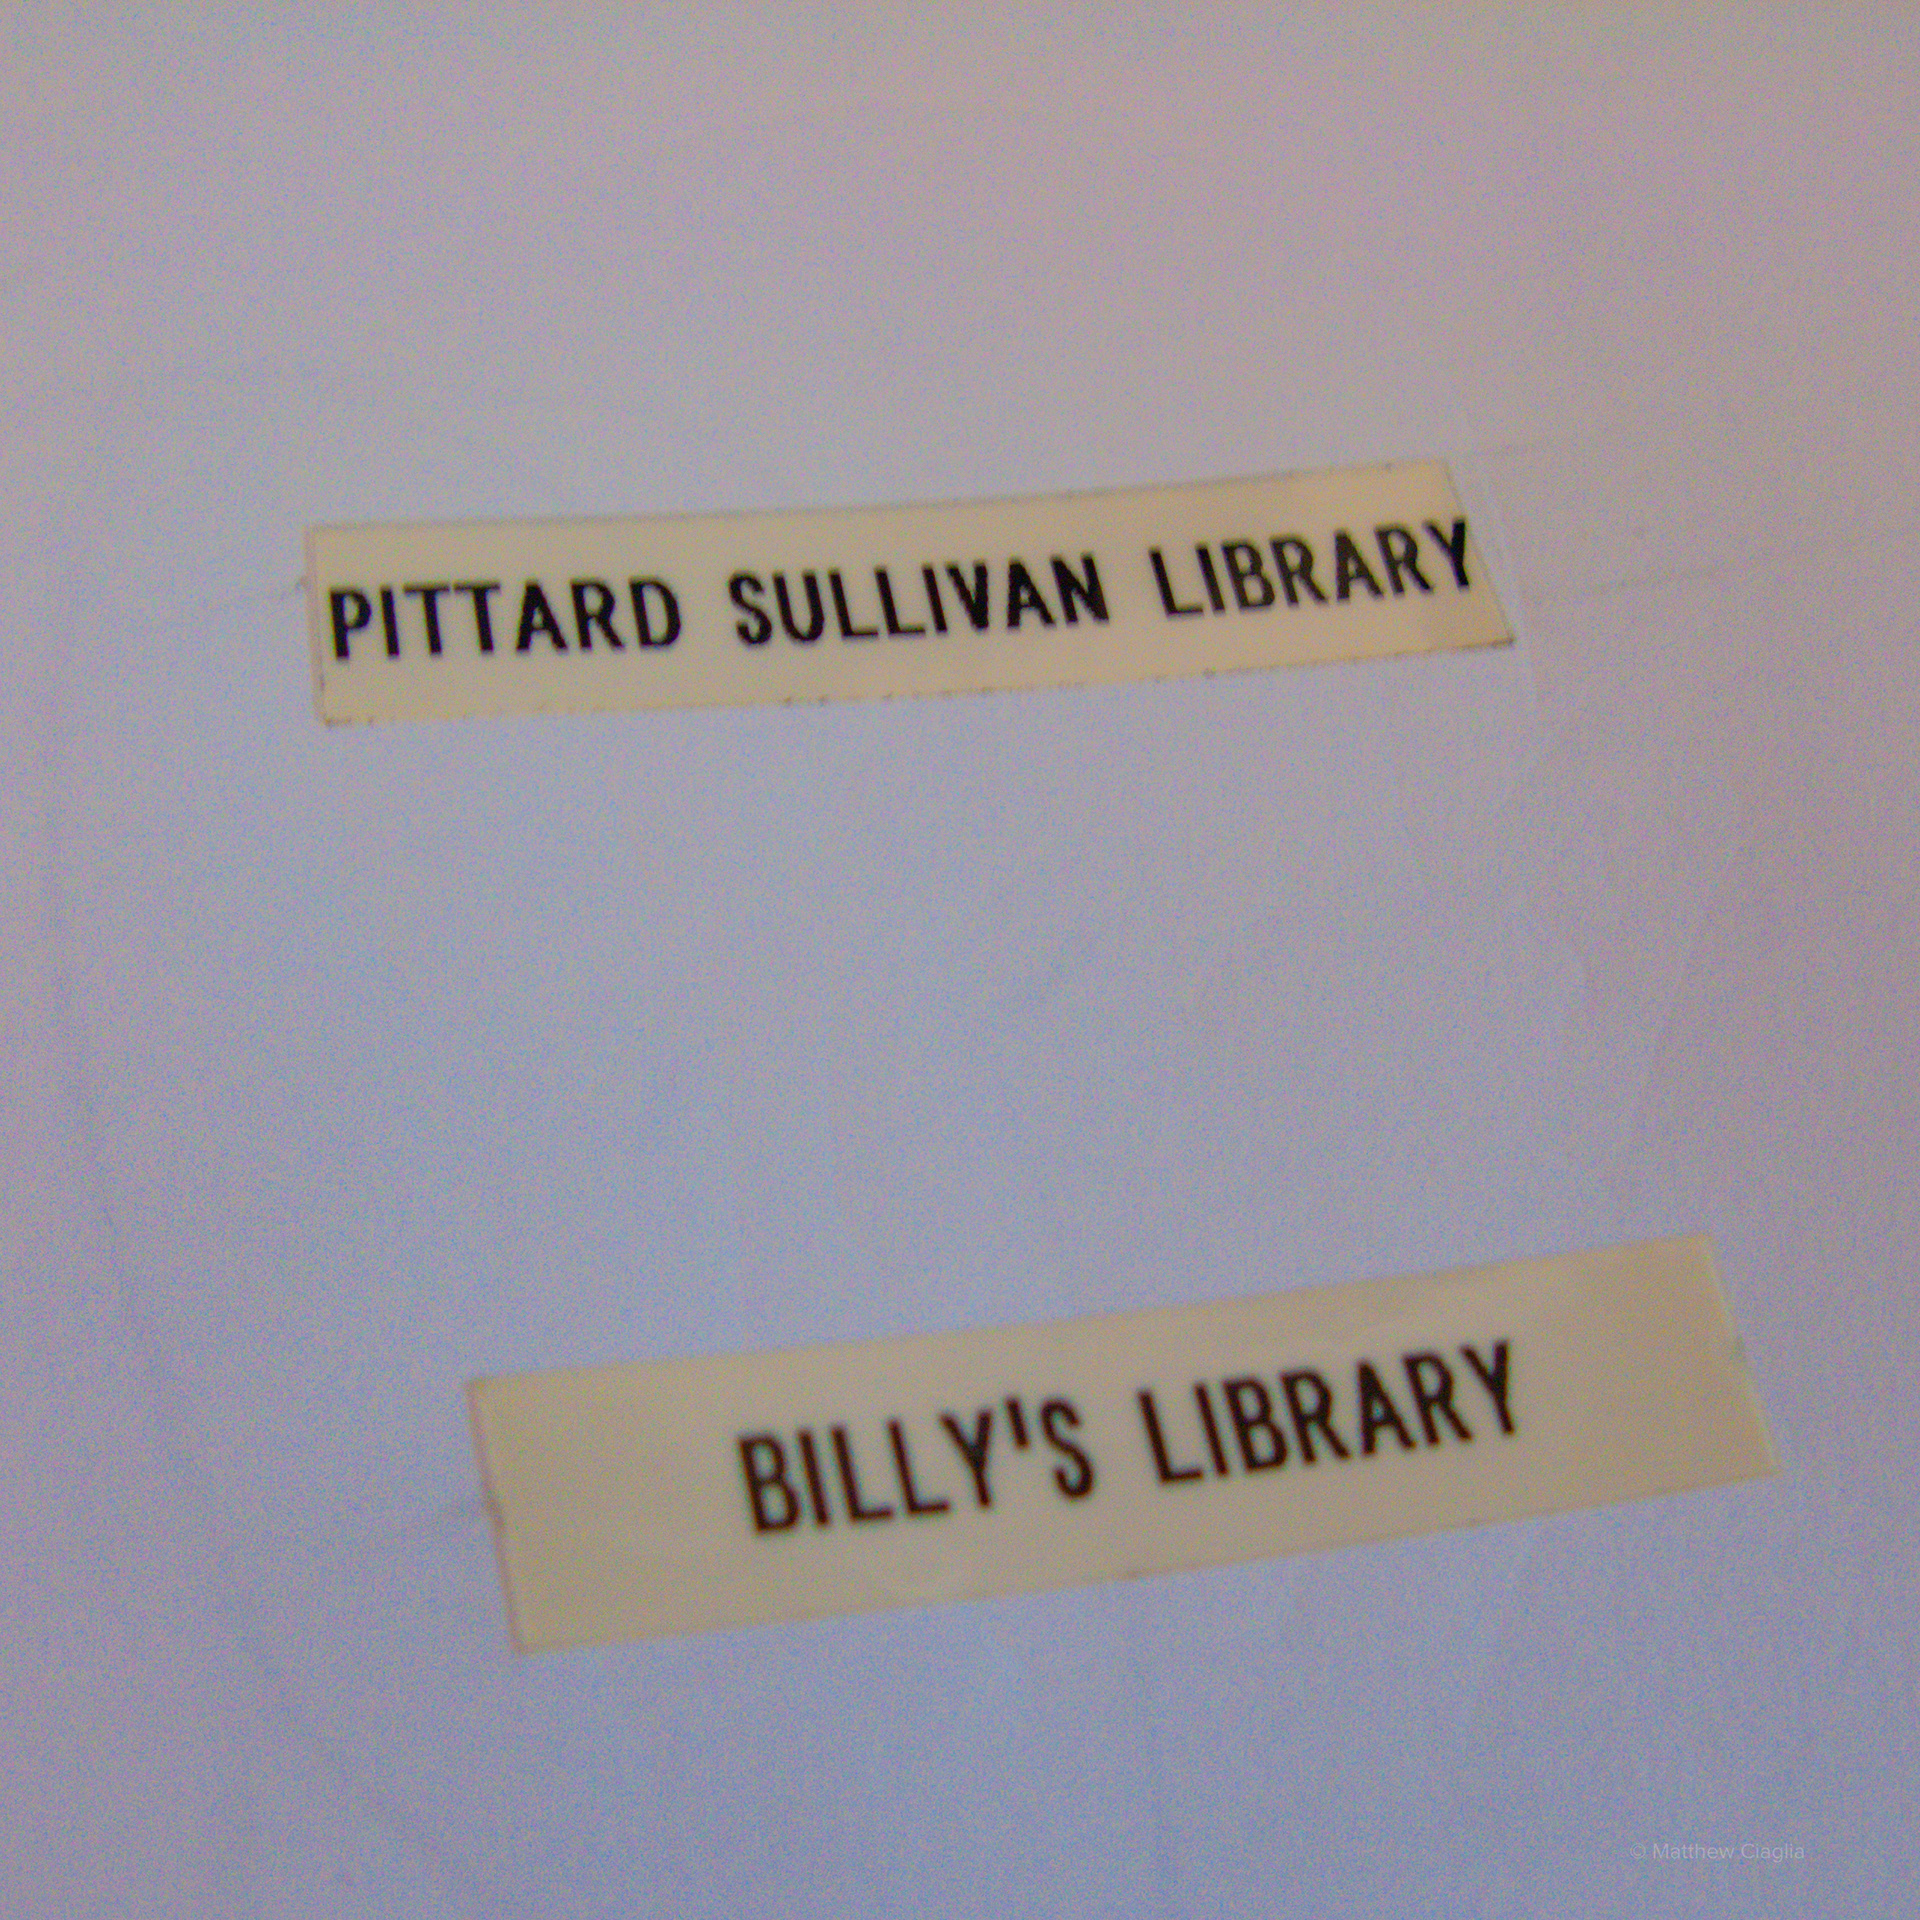 PITTARD SULLIVAN LIBRARY
BILLY'S LIBRARY
© Matthew Ciaglia